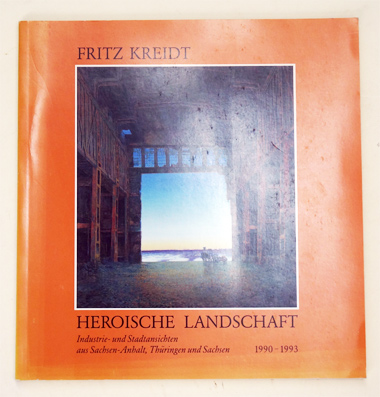 FRITZ KREIDT
HEROISCHE LANDSCHAFT
Industrie- und Stadtansichten
aus Sachsen-Anhalt, Thüringen und Sachsen 1990 - 1993